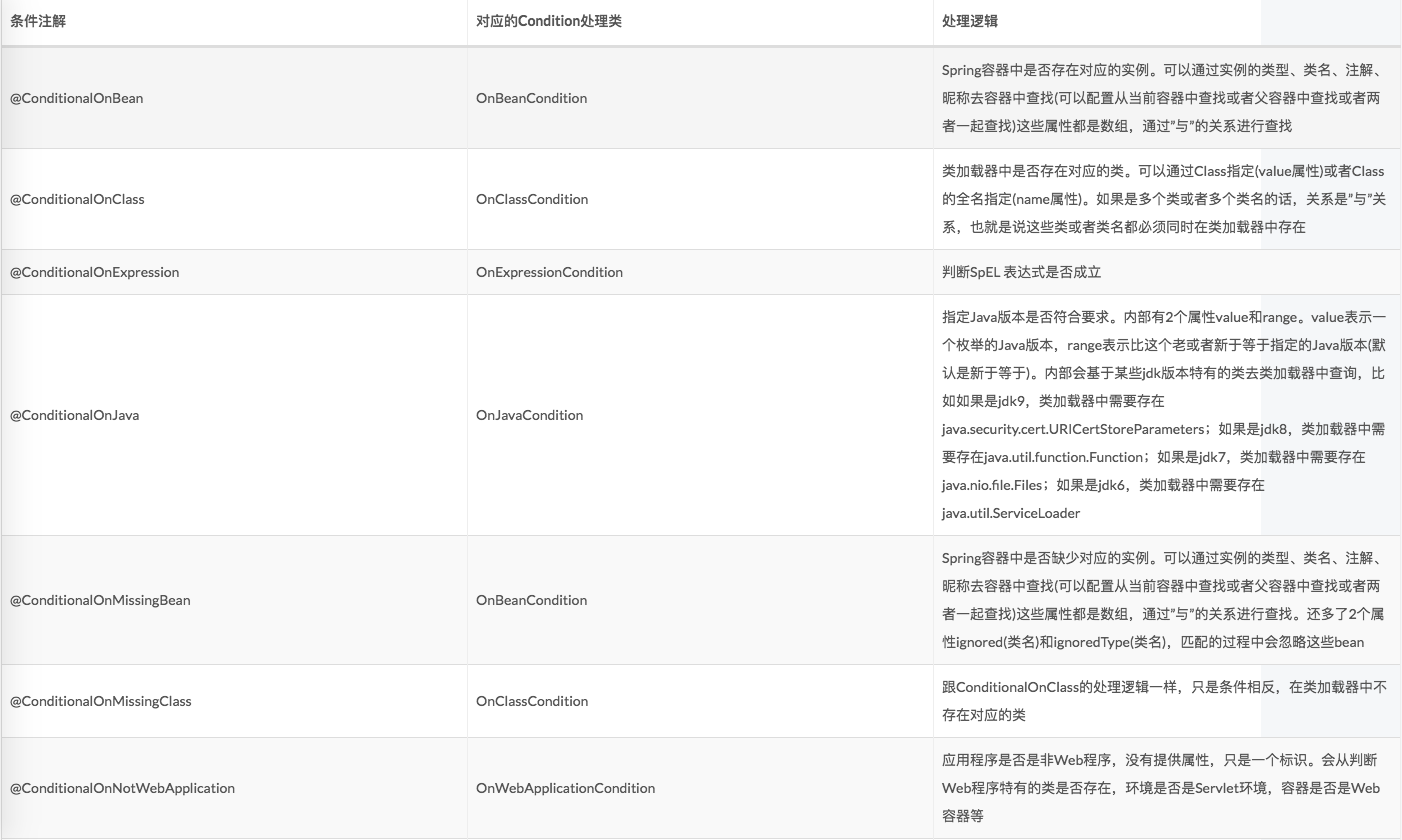 条件注解 对应的Condition处理类 处理逻辑
@ConditionalOnBean OnBeanCondition Spring容器中是否存在对应的实例。可以通过实例的类型、类名、注解、
昵称去容器中查找(可以配置从当前容器中查找或者父容器中查找或者两
者一起查找)这些属性都是数组，通过”与”的关系进行查找
@ConditionalOnClass OnClassCondition 类加载器中是否存在对应的类。可以通过Class指定(value属性)或者Class
的全名指定(name属性)。如果是多个类或者多个类名的话，关系是”与”关
系，也就是说这些类或者类名都必须同时在类加载器中存在
@ConditionalOnExpression OnExpressionCondition 判断SpEL 表达式是否成立
@ConditionalOnJava OnJavaCondition 指定Java版本是否符合要求。内部有2个属性value和range。value表示一
个枚举的Java版本，range表示比这个老或者新于等于指定的Java版本(默
认是新于等于)。内部会基于某些jdk版本特有的类去类加载器中查询，比
如如果是jdk9，类加载器中需要存在
java.security.cert.URICertStoreParameters；如果是jdk8，类加载器中需
要存在java.util.function.Function；如果是jdk7，类加载器中需要存在
java.nio.file.Files；如果是jdk6，类加载器中需要存在
java.util.ServiceLoader
@ConditionalOnMissingBean OnBeanCondition Spring容器中是否缺少对应的实例。可以通过实例的类型、类名、注解、
昵称去容器中查找(可以配置从当前容器中查找或者父容器中查找或者两
者一起查找)这些属性都是数组，通过”与”的关系进行查找。还多了2个属
性ignored(类名)和ignoredType(类名)，匹配的过程中会忽略这些bean
@ConditionalOnMissingClass OnClassCondition 跟ConditionalOnClass的处理逻辑一样，只是条件相反，在类加载器中不
存在对应的类
@ConditionalOnNotWebApplication OnWebApplicationCondition 应用程序是否是非Web程序，没有提供属性，只是一个标识。会从判断
Web程序特有的类是否存在，环境是否是Servlet环境，容器是否是Web
容器等